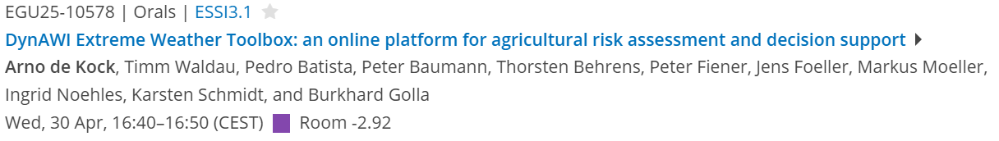 EGU25-10578 | Orals | ESSI3.1
DynAWI Extreme Weather Toolbox: an online platform for agricultural risk assessment and decision support
Arno de Kock, Timm Waldau, Pedro Batista, Peter Baumann, Thorsten Behrens, Peter Fiener, Jens Foeller, Markus Moeller,
Ingrid Noehles, Karsten Schmidt, and Burkhard Golla
Wed, 30 Apr, 16:40–16:50 (CEST) Room -2.92